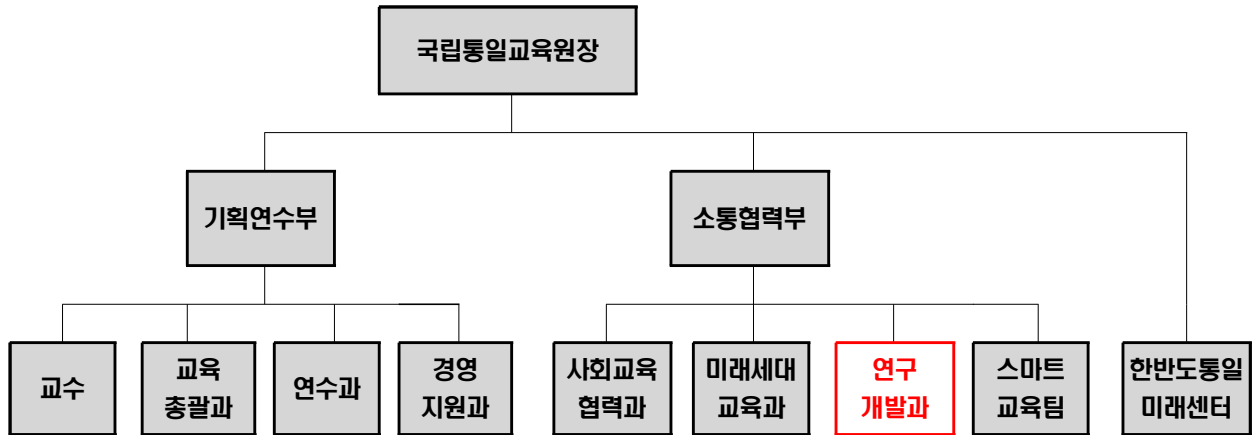 국립통일교육원장
기획연수부
소통협력부
교수
교육
총괄과
연수과
경영
지원과
사회교육
협력과
미래세대
교육과
연구
개발과
스마트
교육팀
한반도통일
미래센터